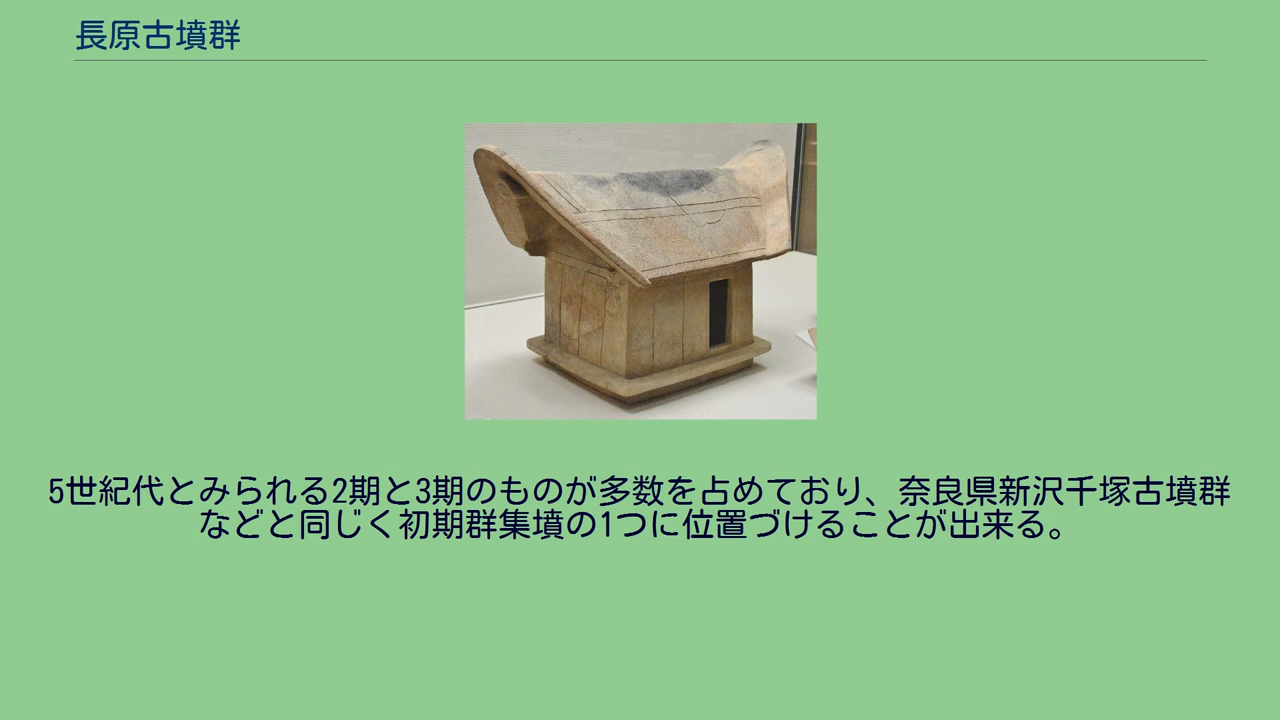 長原古墳群
5世紀代とみられる2期と3期のものが多数を占めており、奈良県新沢千塚古墳群
などと同じく初期群集墳の1つに位置づけることが出来る。